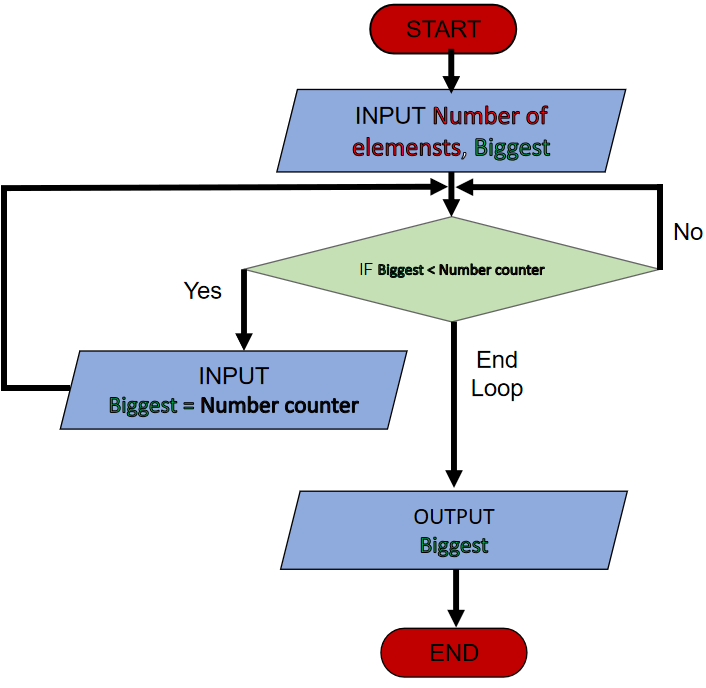 START
INPUT Number of
elemensts, Biggest
No
IF Biggest < Number counter
Yes
INPUT
Biggest = Number counter
End
Loop
OUTPUT
Biggest
END